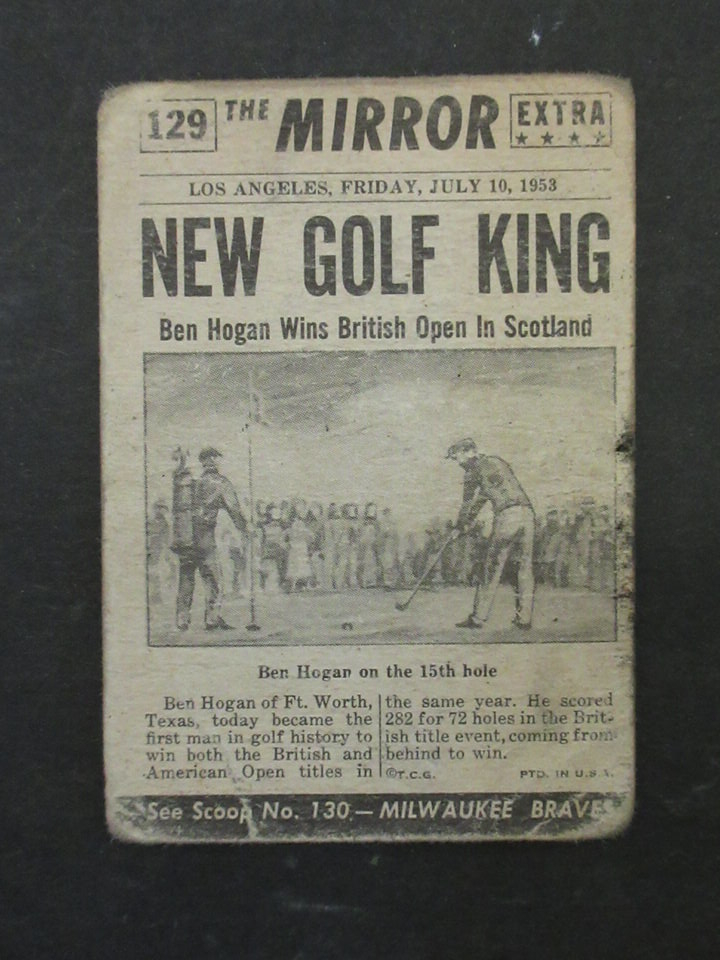 129 THE MIRROR EXTRA
LOS ANGELES, FRIDAY, JULY 10, 1953
NEW GOLF KING
Ben Hogan Wins British Open In Scotland
Ben Hogan on the 15th hole
Ben Hogan of Ft. Worth,
Texas, today became the
first man in golf history to
win both the British and
American Open titles in
the same year. He scored
282 for 72 holes in the Brit-
ish title event, coming from
behind to win.
©T.C.G. PTD. IN U.S.A.
See Scoop No. 130 — MILWAUKEE BRAVES